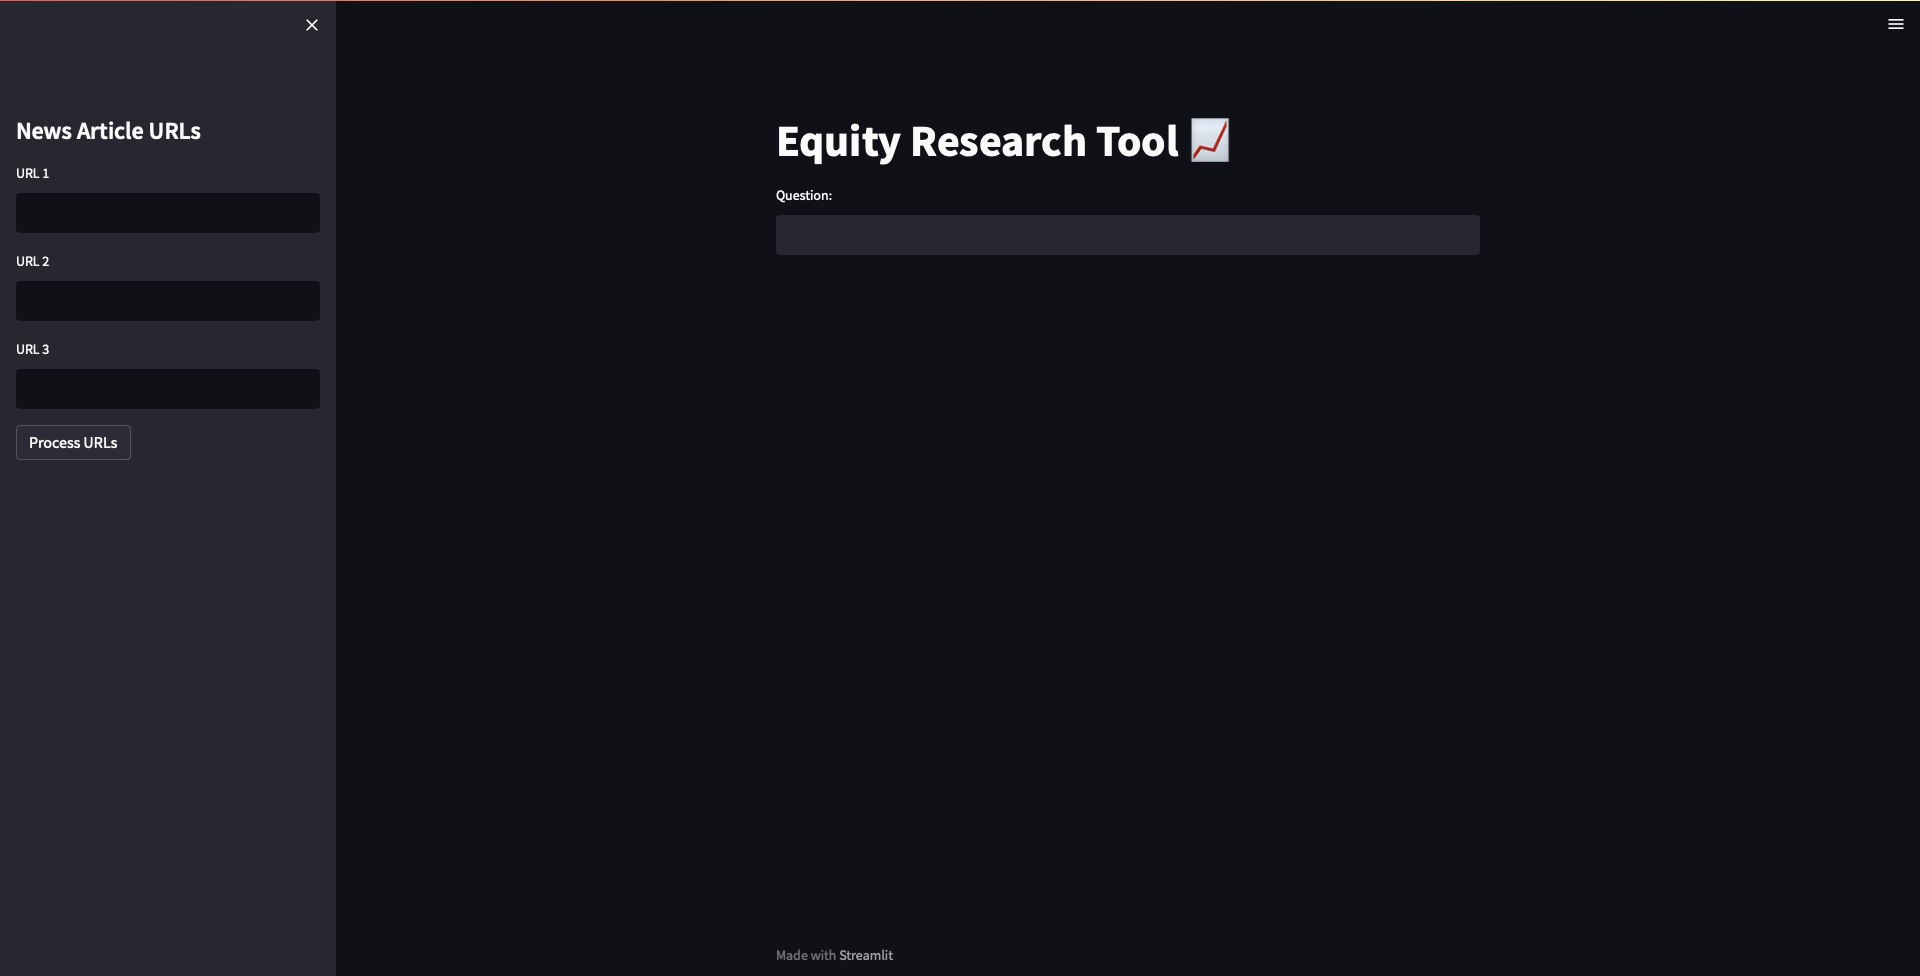 News Article URLs
URL 1
URL 2
URL 3
Process URLs
Equity Research Tool 📈
Question:
Made with Streamlit